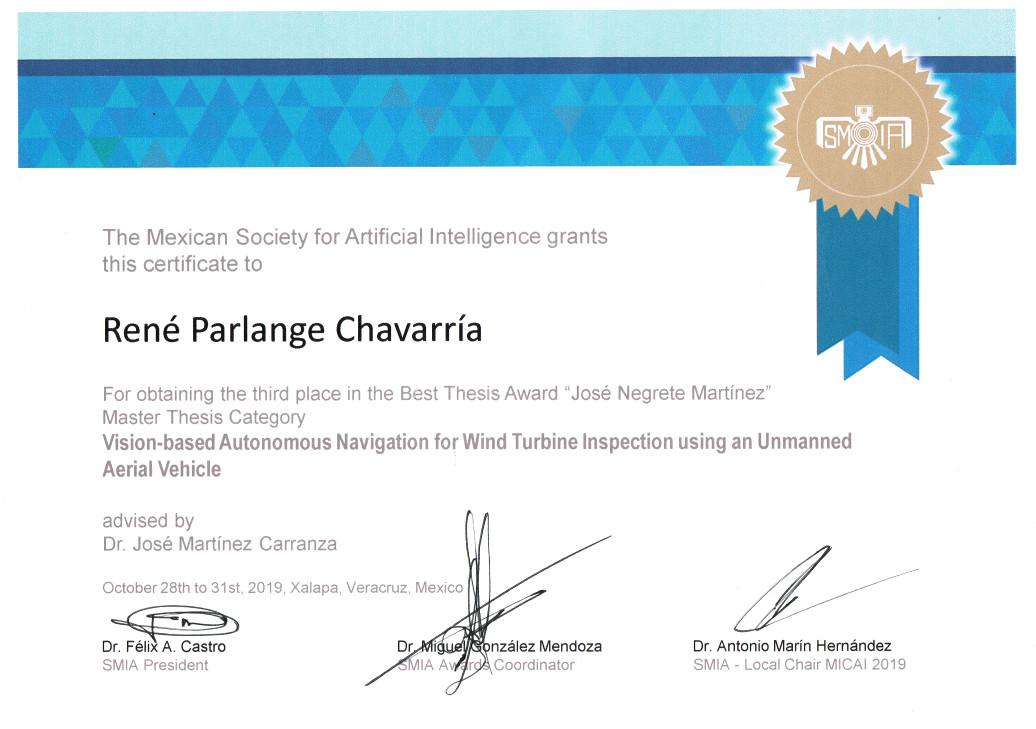 SMIA
The Mexican Society for Artificial Intelligence grants
this certificate to
René Parlange Chavarría
For obtaining the third place in the Best Thesis Award “José Negrete Martínez”
Master Thesis Category
Vision-based Autonomous Navigation for Wind Turbine Inspection using an Unmanned
Aerial Vehicle
advised by
Dr. José Martínez Carranza
October 28th to 31st, 2019, Xalapa, Veracruz, Mexico
Dr. Félix A. Castro
SMIA President
Dr. Miguel González Mendoza
SMIA Awards Coordinator
Dr. Antonio Marín Hernández
SMIA - Local Chair MICAI 2019